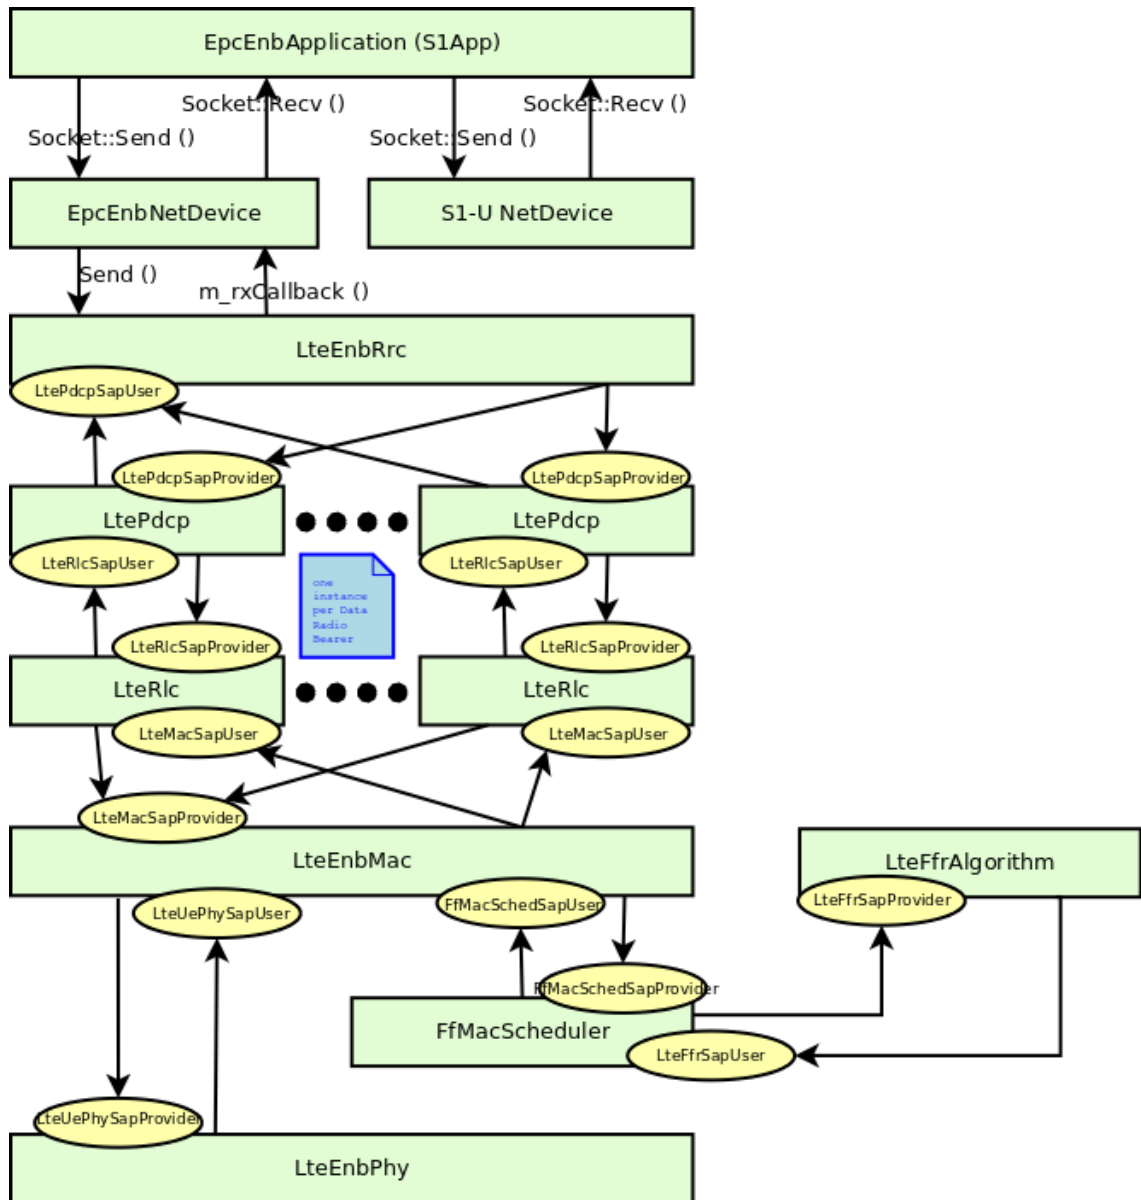 EpcEnbApplication (S1App)
Socket::Recv ()
Socket::Recv ()
Socket::Send ()
Socket::Send ()
EpcEnbNetDevice
S1-U NetDevice
Send ()
m_rxCallback ()
LteEnbRrc
LtePdcpSapUser
LtePdcpSapProvider
LtePdcpSapProvider
LtePdcp
LtePdcp
LteRlcSapUser
LteRlcSapUser
one
instance
per Data
Radio
Bearer
LteRlcSapProvider
LteRlcSapProvider
LteRlc
LteRlc
LteMacSapUser
LteMacSapUser
LteMacSapProvider
LteEnbMac
LteFfrAlgorithm
LteUePhySapUser
FfMacSchedSapUser
LteFfrSapProvider
FfMacSchedSapProvider
FfMacScheduler
LteFfrSapUser
LteUePhySapProvider
LteEnbPhy